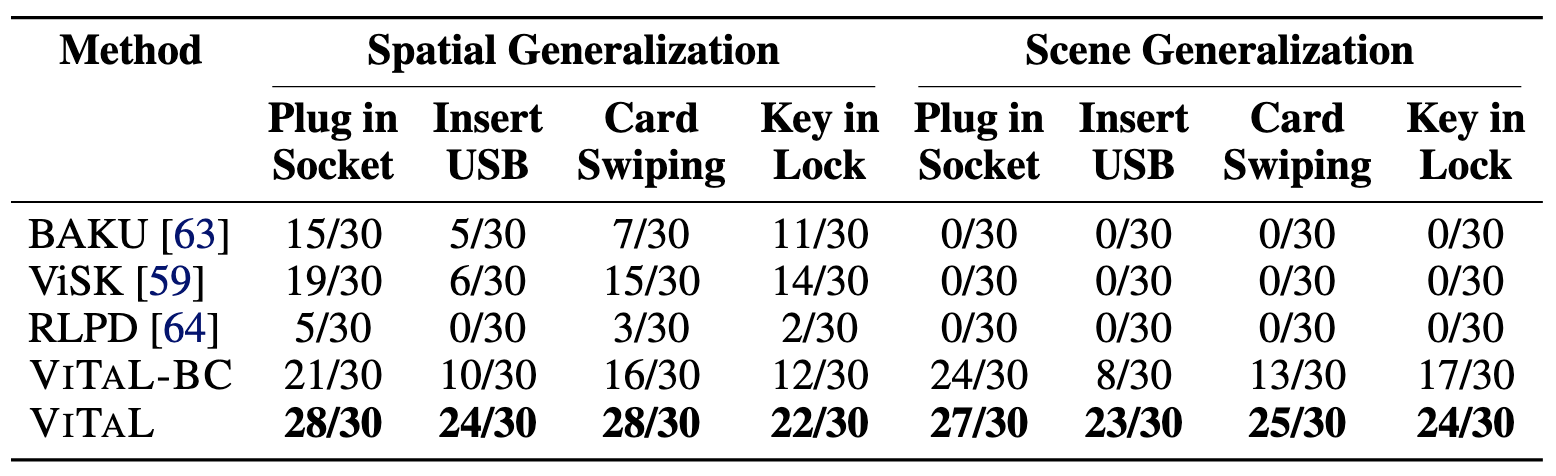 Method Spatial Generalization Scene Generalization
Plug in Insert Card Key in Plug in Insert Card Key in
Socket USB Swiping Lock Socket USB Swiping Lock
BAKU [63] 15/30 5/30 7/30 11/30 0/30 0/30 0/30 0/30
ViSK [59] 19/30 6/30 15/30 14/30 0/30 0/30 0/30 0/30
RLPD [64] 5/30 0/30 3/30 2/30 0/30 0/30 0/30 0/30
VITAL-BC 21/30 10/30 16/30 12/30 24/30 8/30 13/30 17/30
VITAL 28/30 24/30 28/30 22/30 27/30 23/30 25/30 24/30